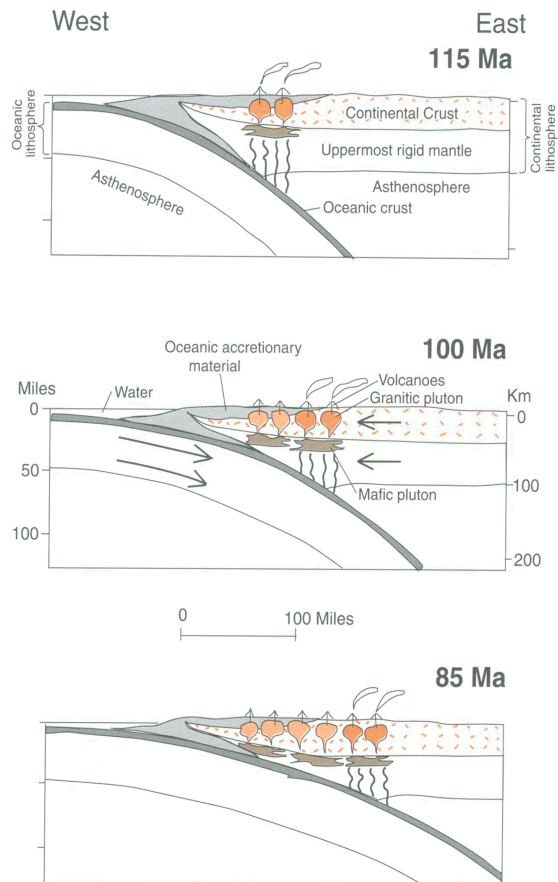 West
East
115 Ma
Oceanic
lithosphere
Continental Crust
Uppermost rigid mantle
Asthenosphere
Asthenosphere
Oceanic crust
Continental
lithosphere
100 Ma
Oceanic accretionary
material
Miles
Water
Volcanoes
Granitic pluton
Km
0
0
50
Mafic pluton
100
100
200
0
100 Miles
85 Ma